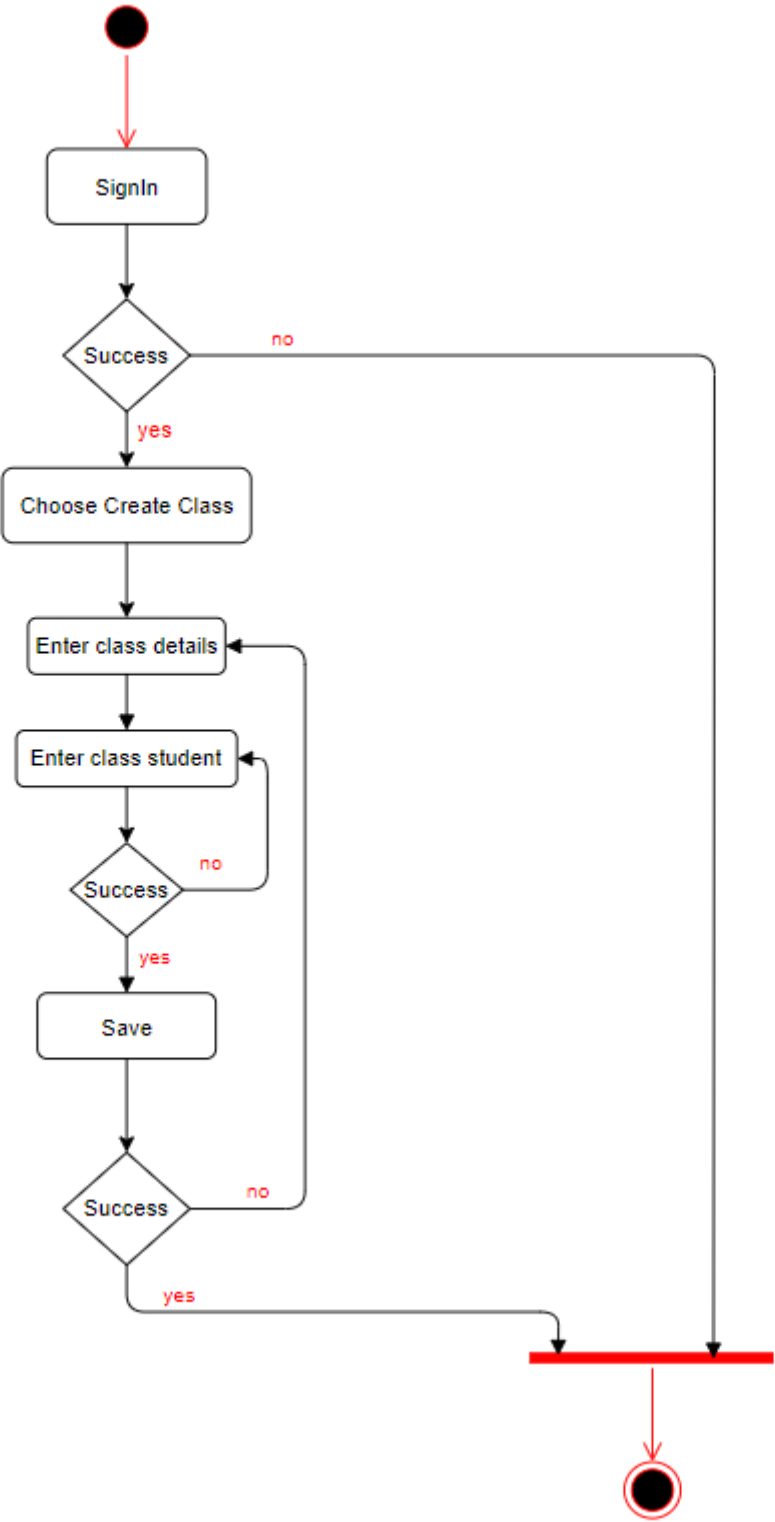 SignIn
Success
no
yes
Choose Create Class
Enter class details
Enter class student
no
Success
yes
Save
no
Success
yes